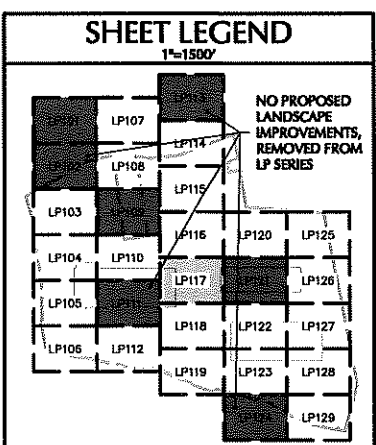 SHEET LEGEND
1"=1500'
NO PROPOSED
LANDSCAPE
IMPROVEMENTS,
REMOVED FROM
LP SERIES
LP107
LP114
LP108
LP115
LP103
LP116 LP120 LP125
LP104 LP110
LP117 LP126
LP105
LP118 LP122 LP127
LP106 LP112
LP119 LP123 LP128
LP129